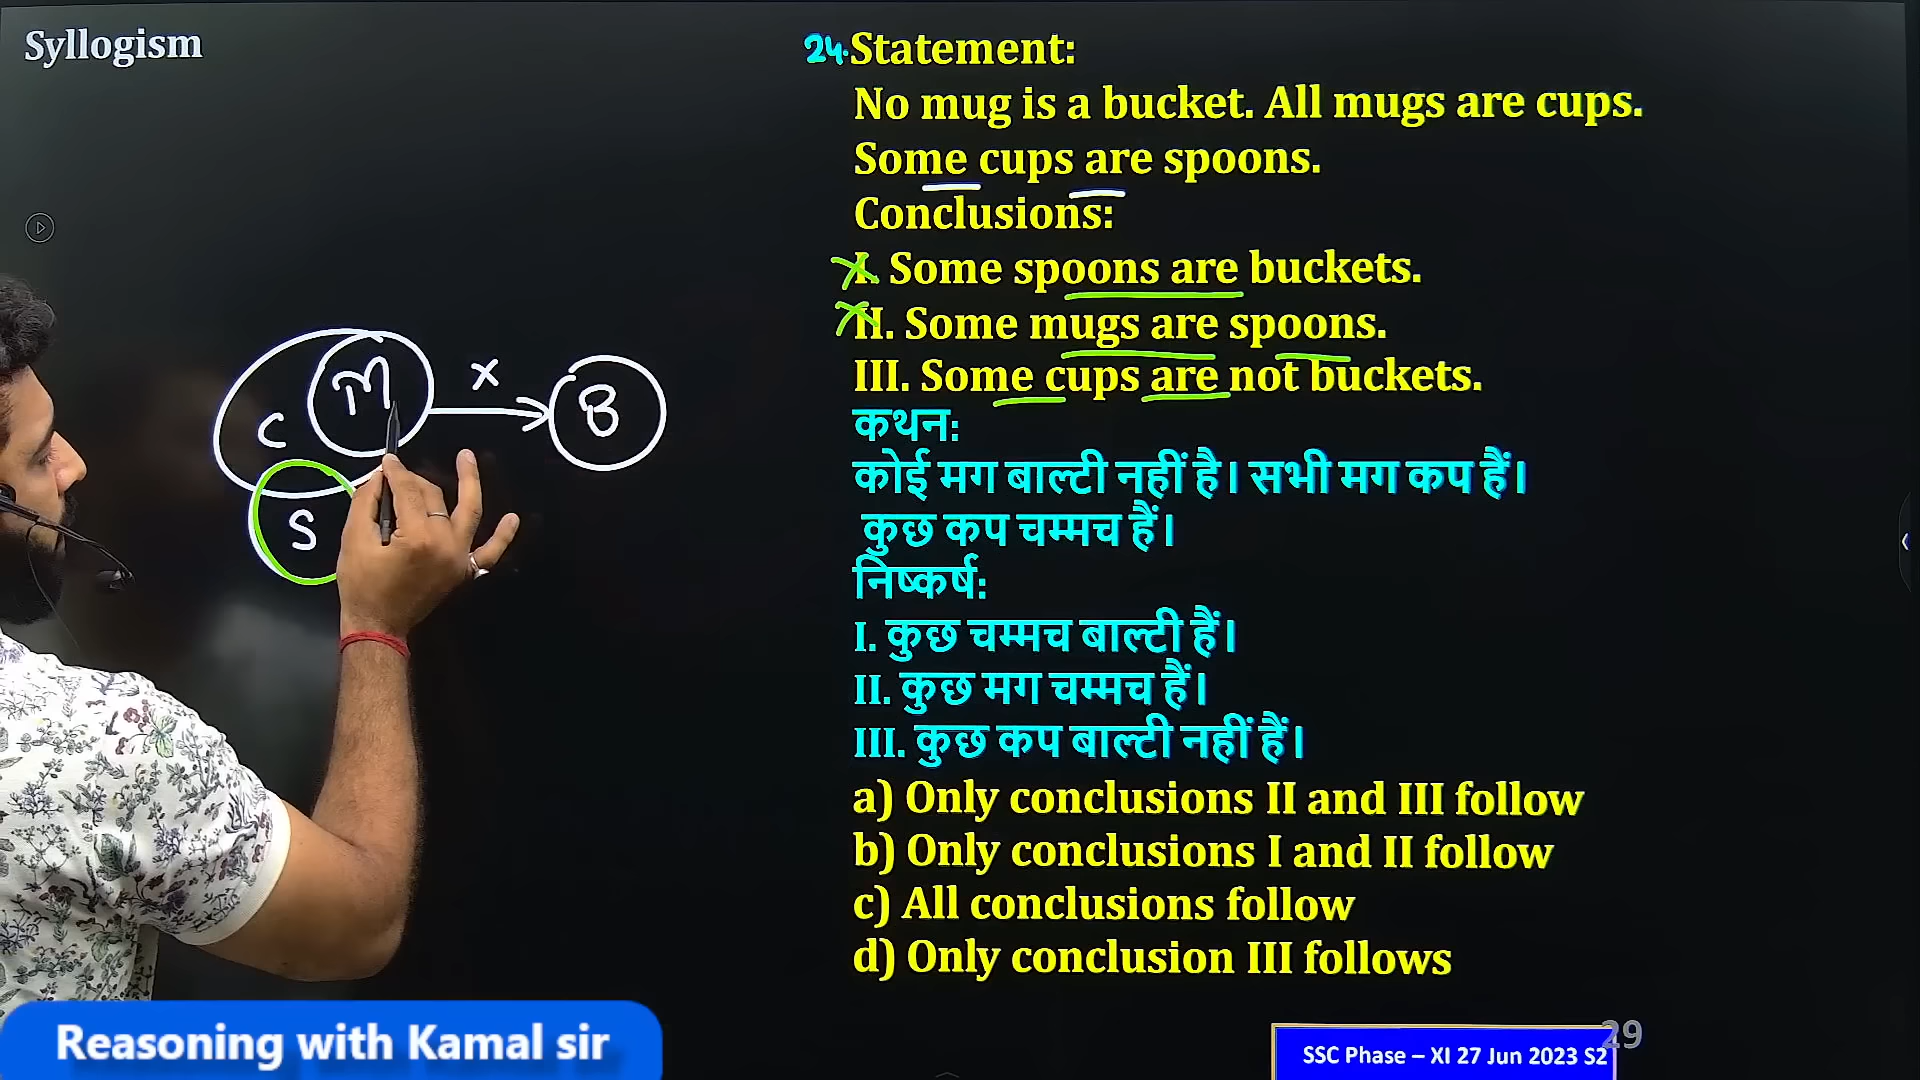 Syllogism
24. Statement:
No mug is a bucket. All mugs are cups.
Some cups are spoons.
Conclusions:
I. Some spoons are buckets.
II. Some mugs are spoons.
III. Some cups are not buckets.
कथन:
कोई मग बाल्टी नहीं है। सभी मग कप हैं।
कुछ कप चम्मच हैं।
निष्कर्ष:
I. कुछ चम्मच बाल्टी हैं।
II. कुछ मग चम्मच हैं।
III. कुछ कप बाल्टी नहीं हैं।
a) Only conclusions II and III follow
b) Only conclusions I and II follow
c) All conclusions follow
d) Only conclusion III follows
C M x B
S
Reasoning with Kamal sir
29
SSC Phase – XI 27 Jun 2023 S2